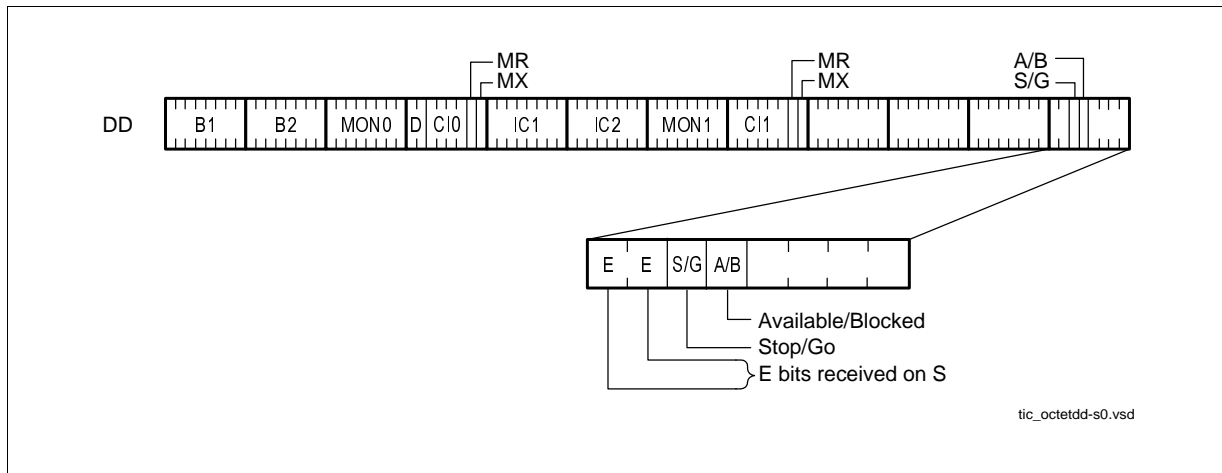 MR
MX
MR
MX
A/B
S/G
DD
B1 B2 MON0 D CI0 IC1 IC2 MON1 CI1
E E S/G A/B
Available/Blocked
Stop/Go
E bits received on S
tic_octetdd-s0.vsd